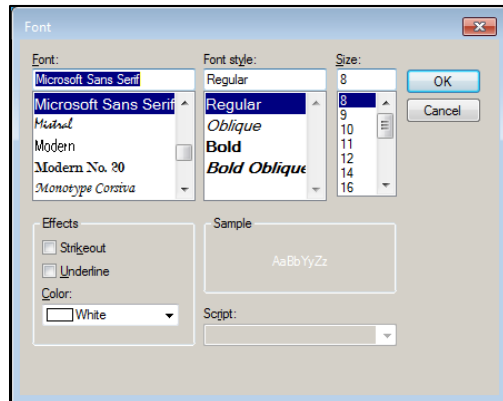 Font
Font: Font style: Size:
Microsoft Sans Serif Regular 8
Microsoft Sans Serif Regular 8
Mistral Oblique 9
Modern Bold 10
Modern No. 20 Bold Oblique 11
Monotype Corsiva 12
14
16
OK
Cancel
Effects
Strikeout
Underline
Color:
White
Sample
AaBbYyZz
Script: